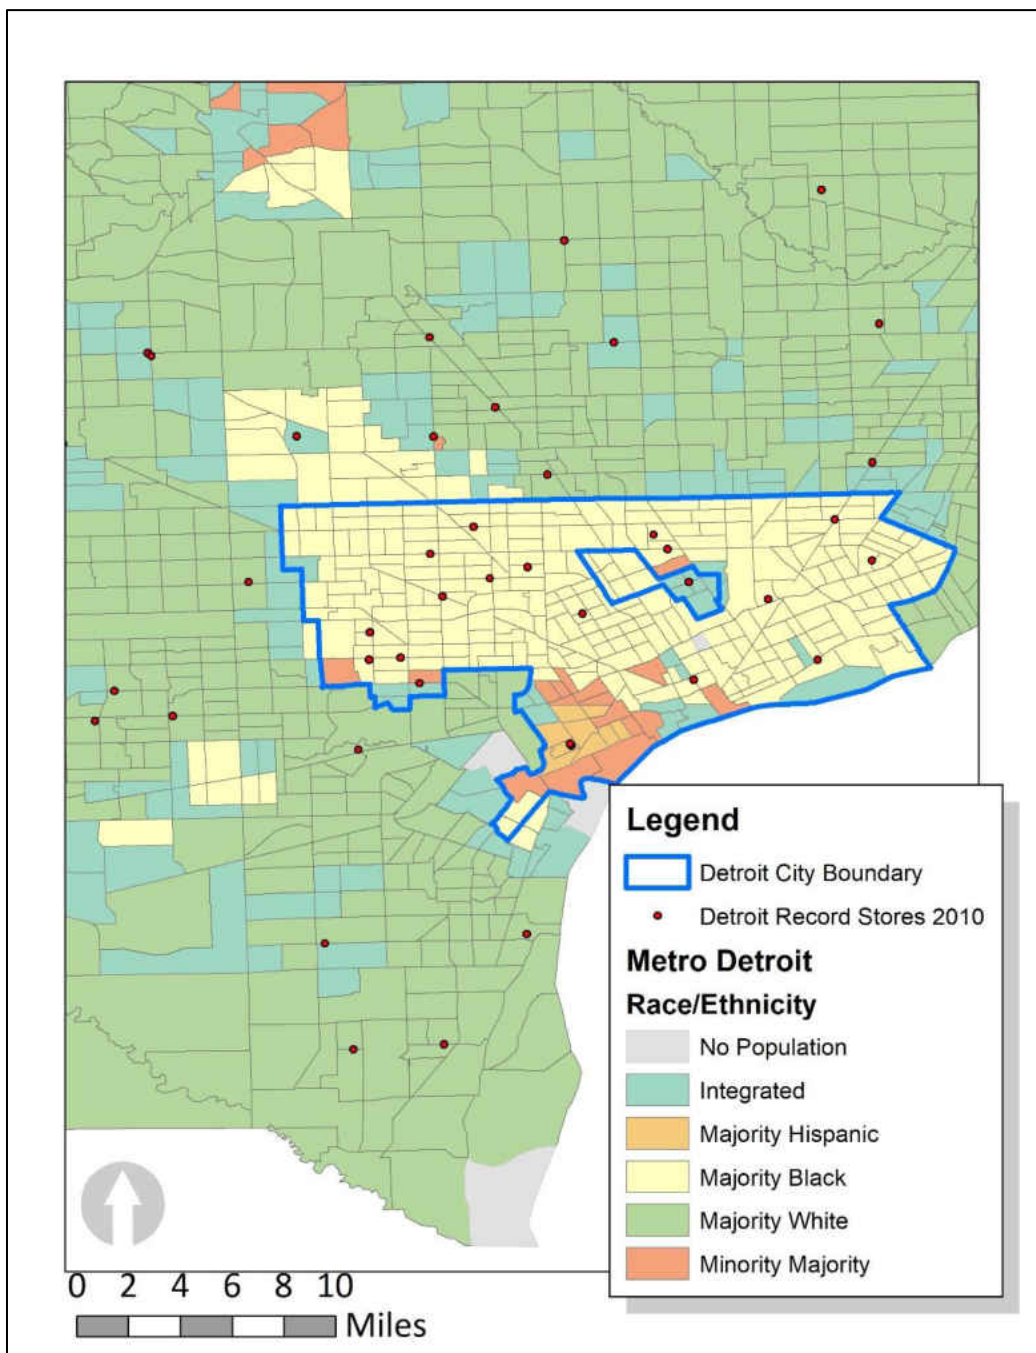 Legend
Detroit City Boundary
Detroit Record Stores 2010
Metro Detroit
Race/Ethnicity
No Population
Integrated
Majority Hispanic
Majority Black
Majority White
Minority Majority
0 2 4 6 8 10
Miles